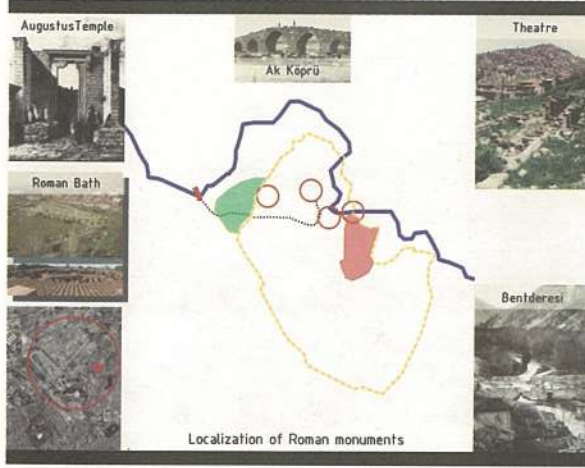 AugustusTemple
Ak Köprü
Theatre
Roman Bath
Bentderesi
Localization of Roman monuments